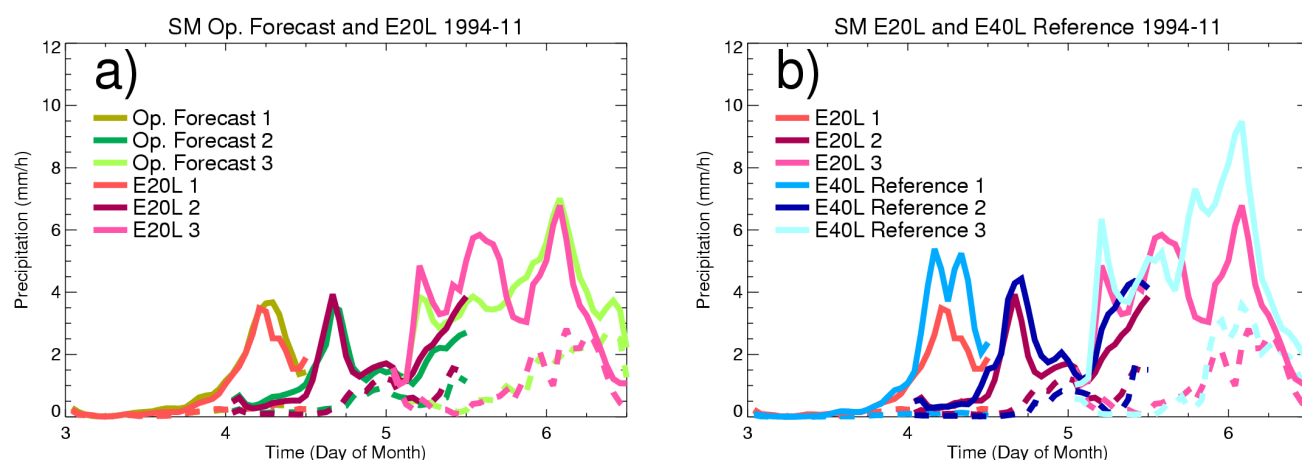 SM Op. Forecast and E20L 1994-11
a)
12
10
8
6
4
2
0
Precipitation (mm/h)
Op. Forecast 1
Op. Forecast 2
Op. Forecast 3
E20L 1
E20L 2
E20L 3
3 4 5 6
Time (Day of Month)
SM E20L and E40L Reference 1994-11
b)
12
10
8
6
4
2
0
Precipitation (mm/h)
E20L 1
E20L 2
E20L 3
E40L Reference 1
E40L Reference 2
E40L Reference 3
3 4 5 6
Time (Day of Month)